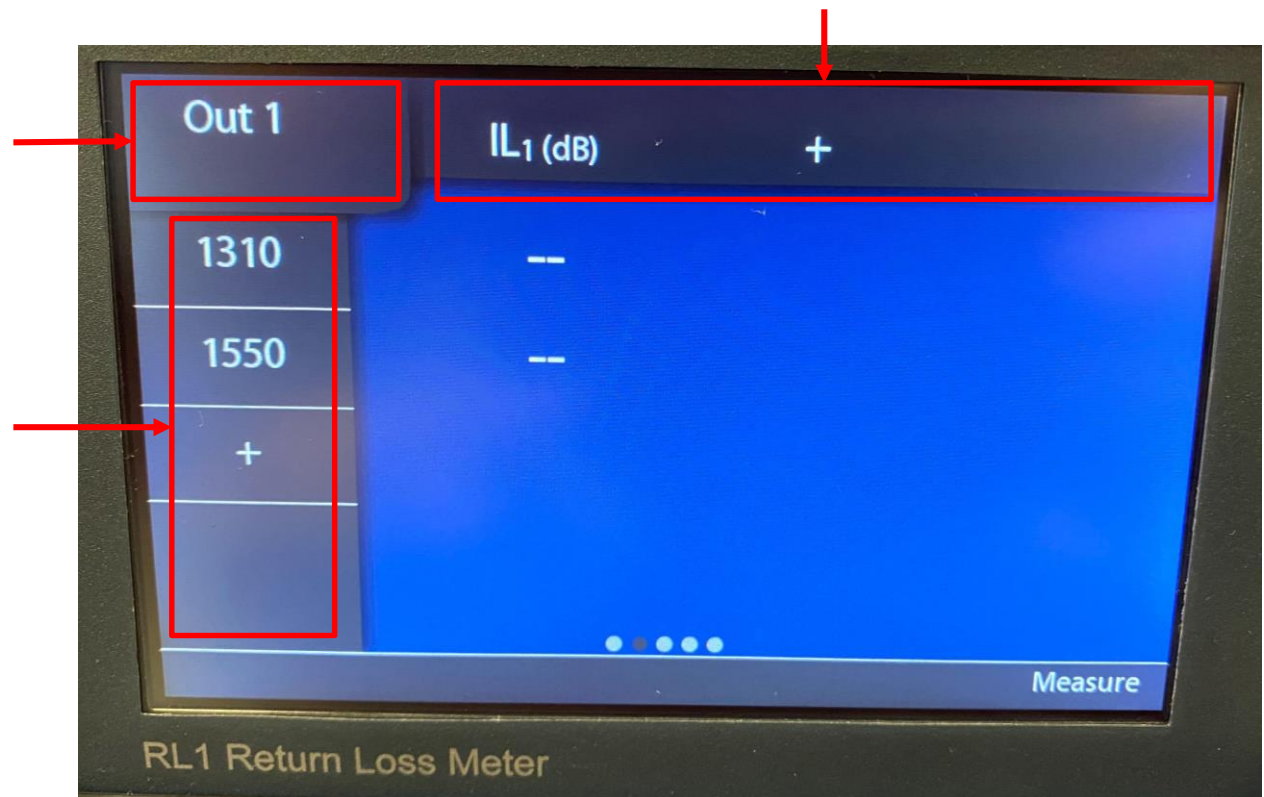 Out 1
IL₁ (dB) +
1310 --
1550 --
+
Measure
RL1 Return Loss Meter